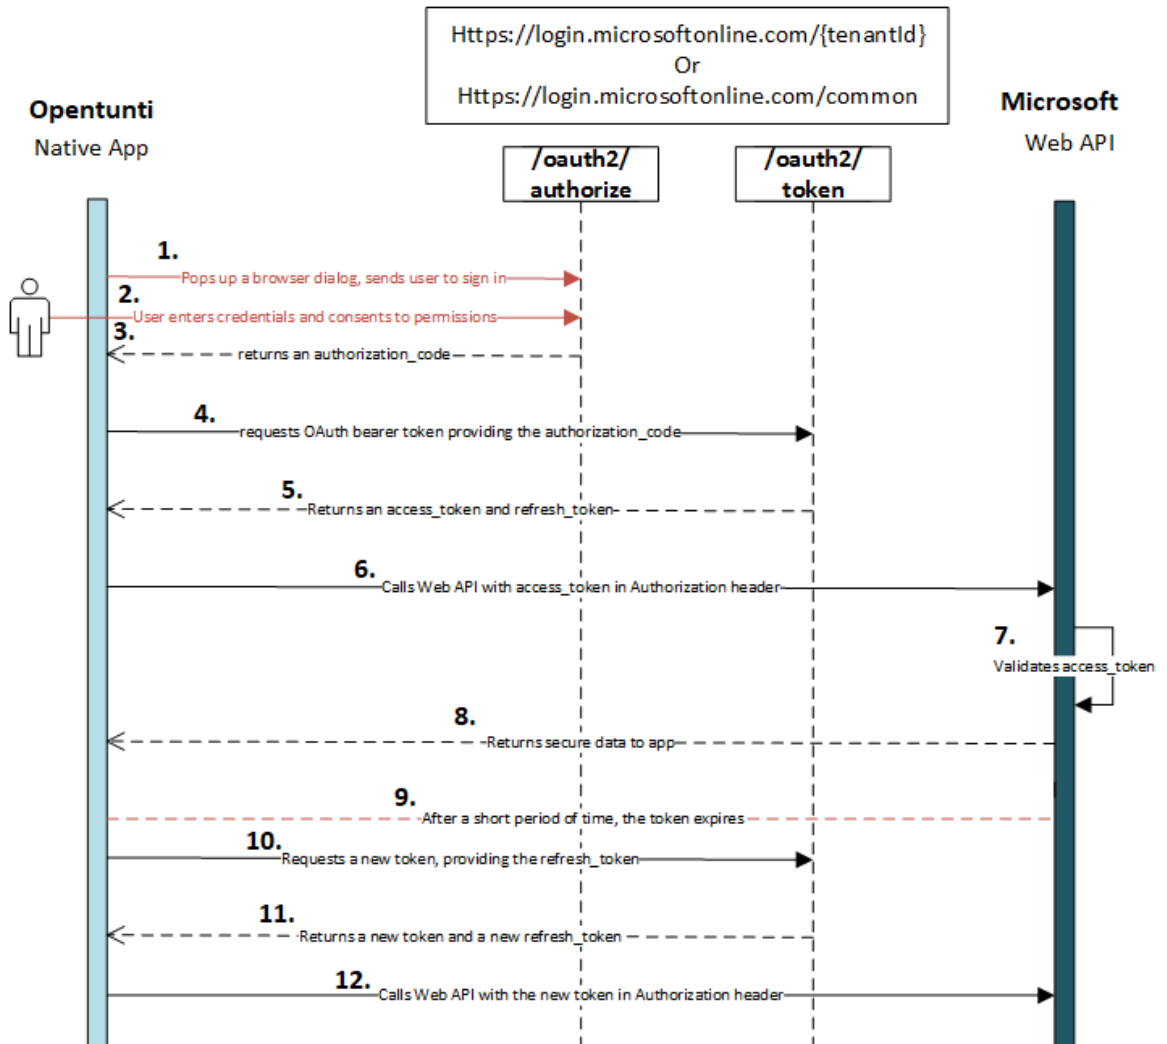 Https://login.microsoftonline.com/{tenantId}
Or
Https://login.microsoftonline.com/common
Opentunti
Native App
Microsoft
Web API
/oauth2/
authorize
/oauth2/
token
1.
Pops up a browser dialog, sends user to sign in
2.
User enters credentials and consents to permissions
3.
returns an authorization_code
4.
requests OAuth bearer token providing the authorization_code
5.
Returns an access_token and refresh_token
6.
Calls Web API with access_token in Authorization header
7.
Validates access_token
8.
Returns secure data to app
9.
After a short period of time, the token expires
10.
Requests a new token, providing the refresh_token
11.
Returns a new token and a new refresh_token
12.
Calls Web API with the new token in Authorization header